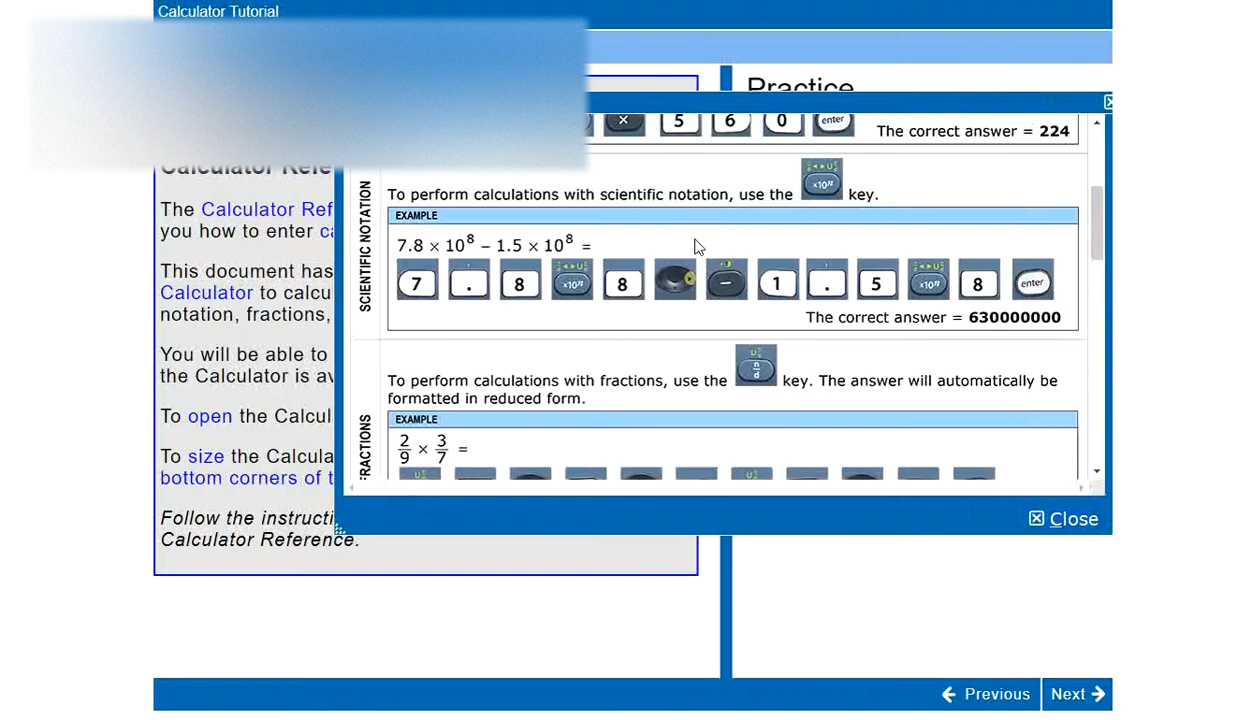 Calculator Tutorial
Practice
× 5 6 0 enter
The correct answer = 224
Calculator
The Calculator Ref
you how to enter
This document has
Calculator to calcu
notation, fractions,
You will be able to
the Calculator is
To open the Calcul
To size the Calcula
bottom corners of t
Follow the instructi
Calculator Reference.
SCIENTIFIC NOTATION
To perform calculations with scientific notation, use the ×10ⁿ key.
EXAMPLE
7.8 × 10⁸ – 1.5 × 10⁸ =
7 . 8 ×10ⁿ 8 – 1 . 5 ×10ⁿ 8 enter
The correct answer = 630000000
FRACTIONS
To perform calculations with fractions, use the n/d key. The answer will automatically be
formatted in reduced form.
EXAMPLE
2/9 × 3/7 =
Close
Previous
Next